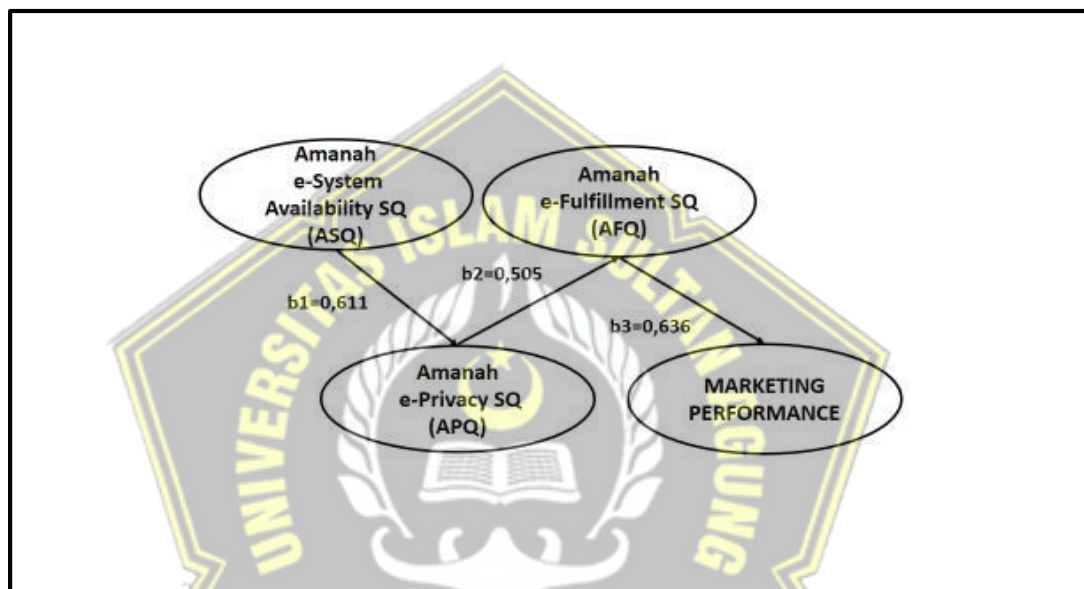 Amanah
e-System
Availability SQ
(ASQ)
Amanah
e-Fulfillment SQ
(AFQ)
b1=0,611
b2=0,505
b3=0,636
Amanah
e-Privacy SQ
(APQ)
MARKETING
PERFORMANCE
UNIVERSITAS ISLAM SULTAN AGUNG